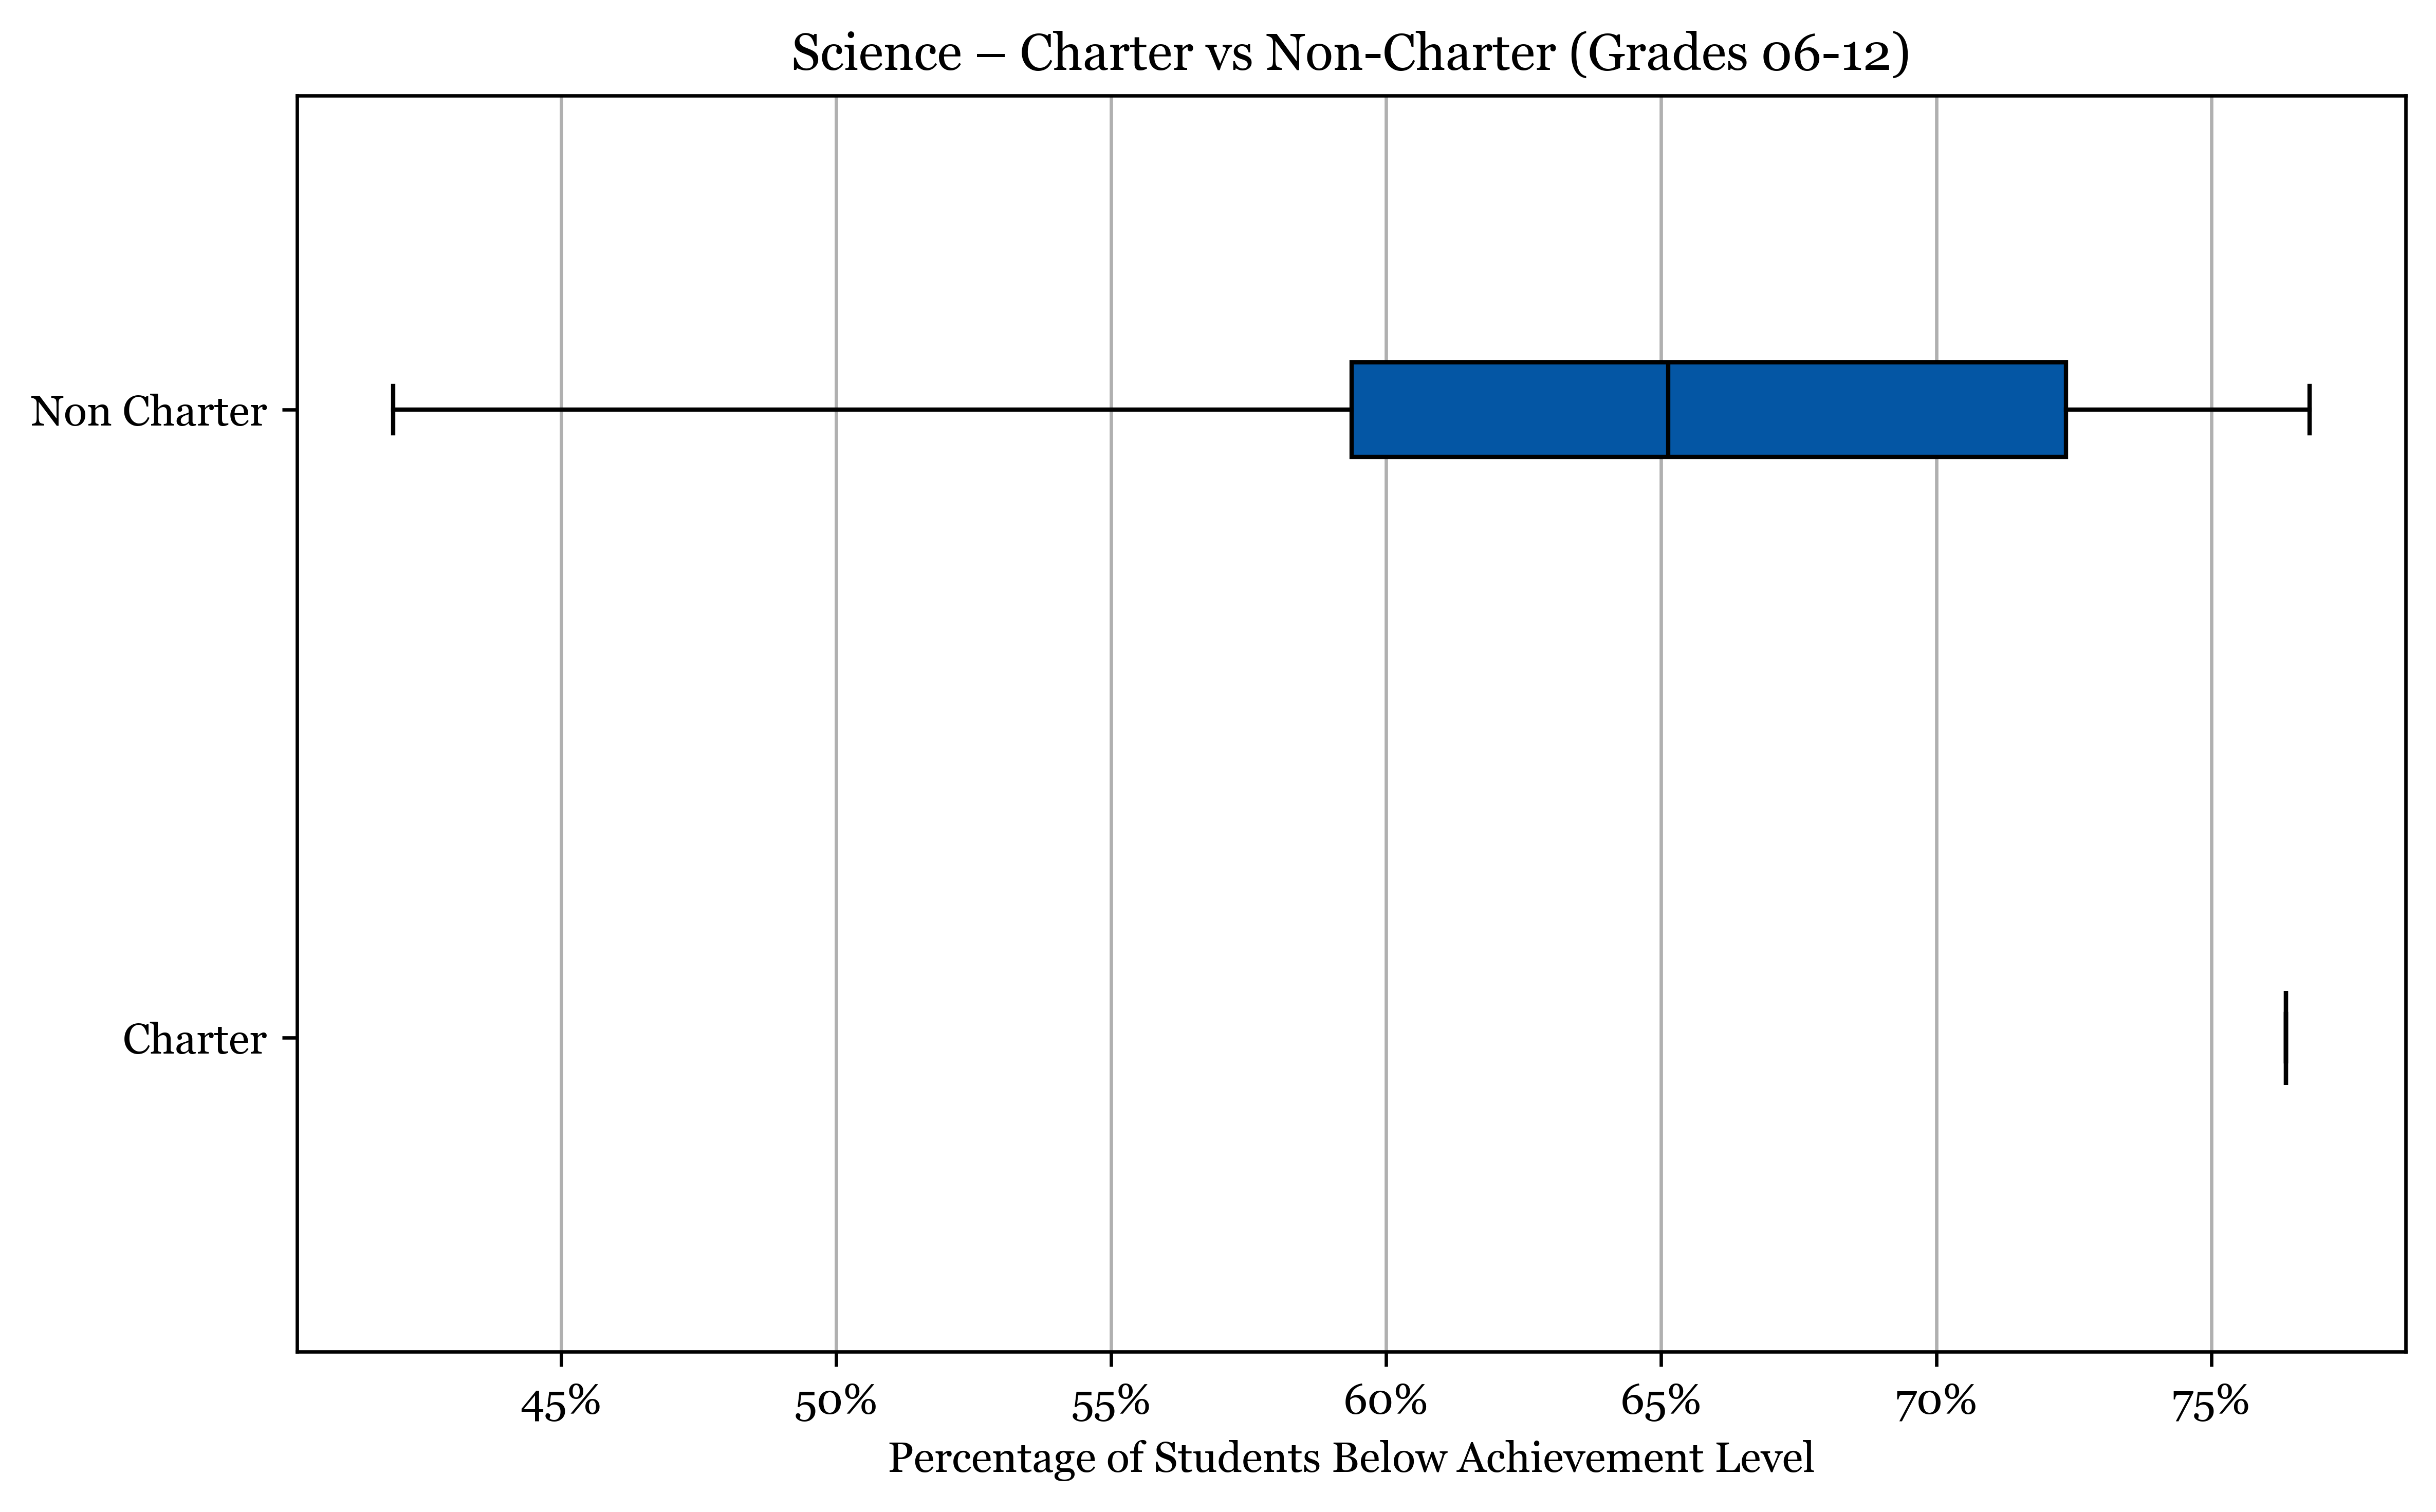 Science – Charter vs Non-Charter (Grades 06-12)
Non Charter
Charter
45% 50% 55% 60% 65% 70% 75%
Percentage of Students Below Achievement Level